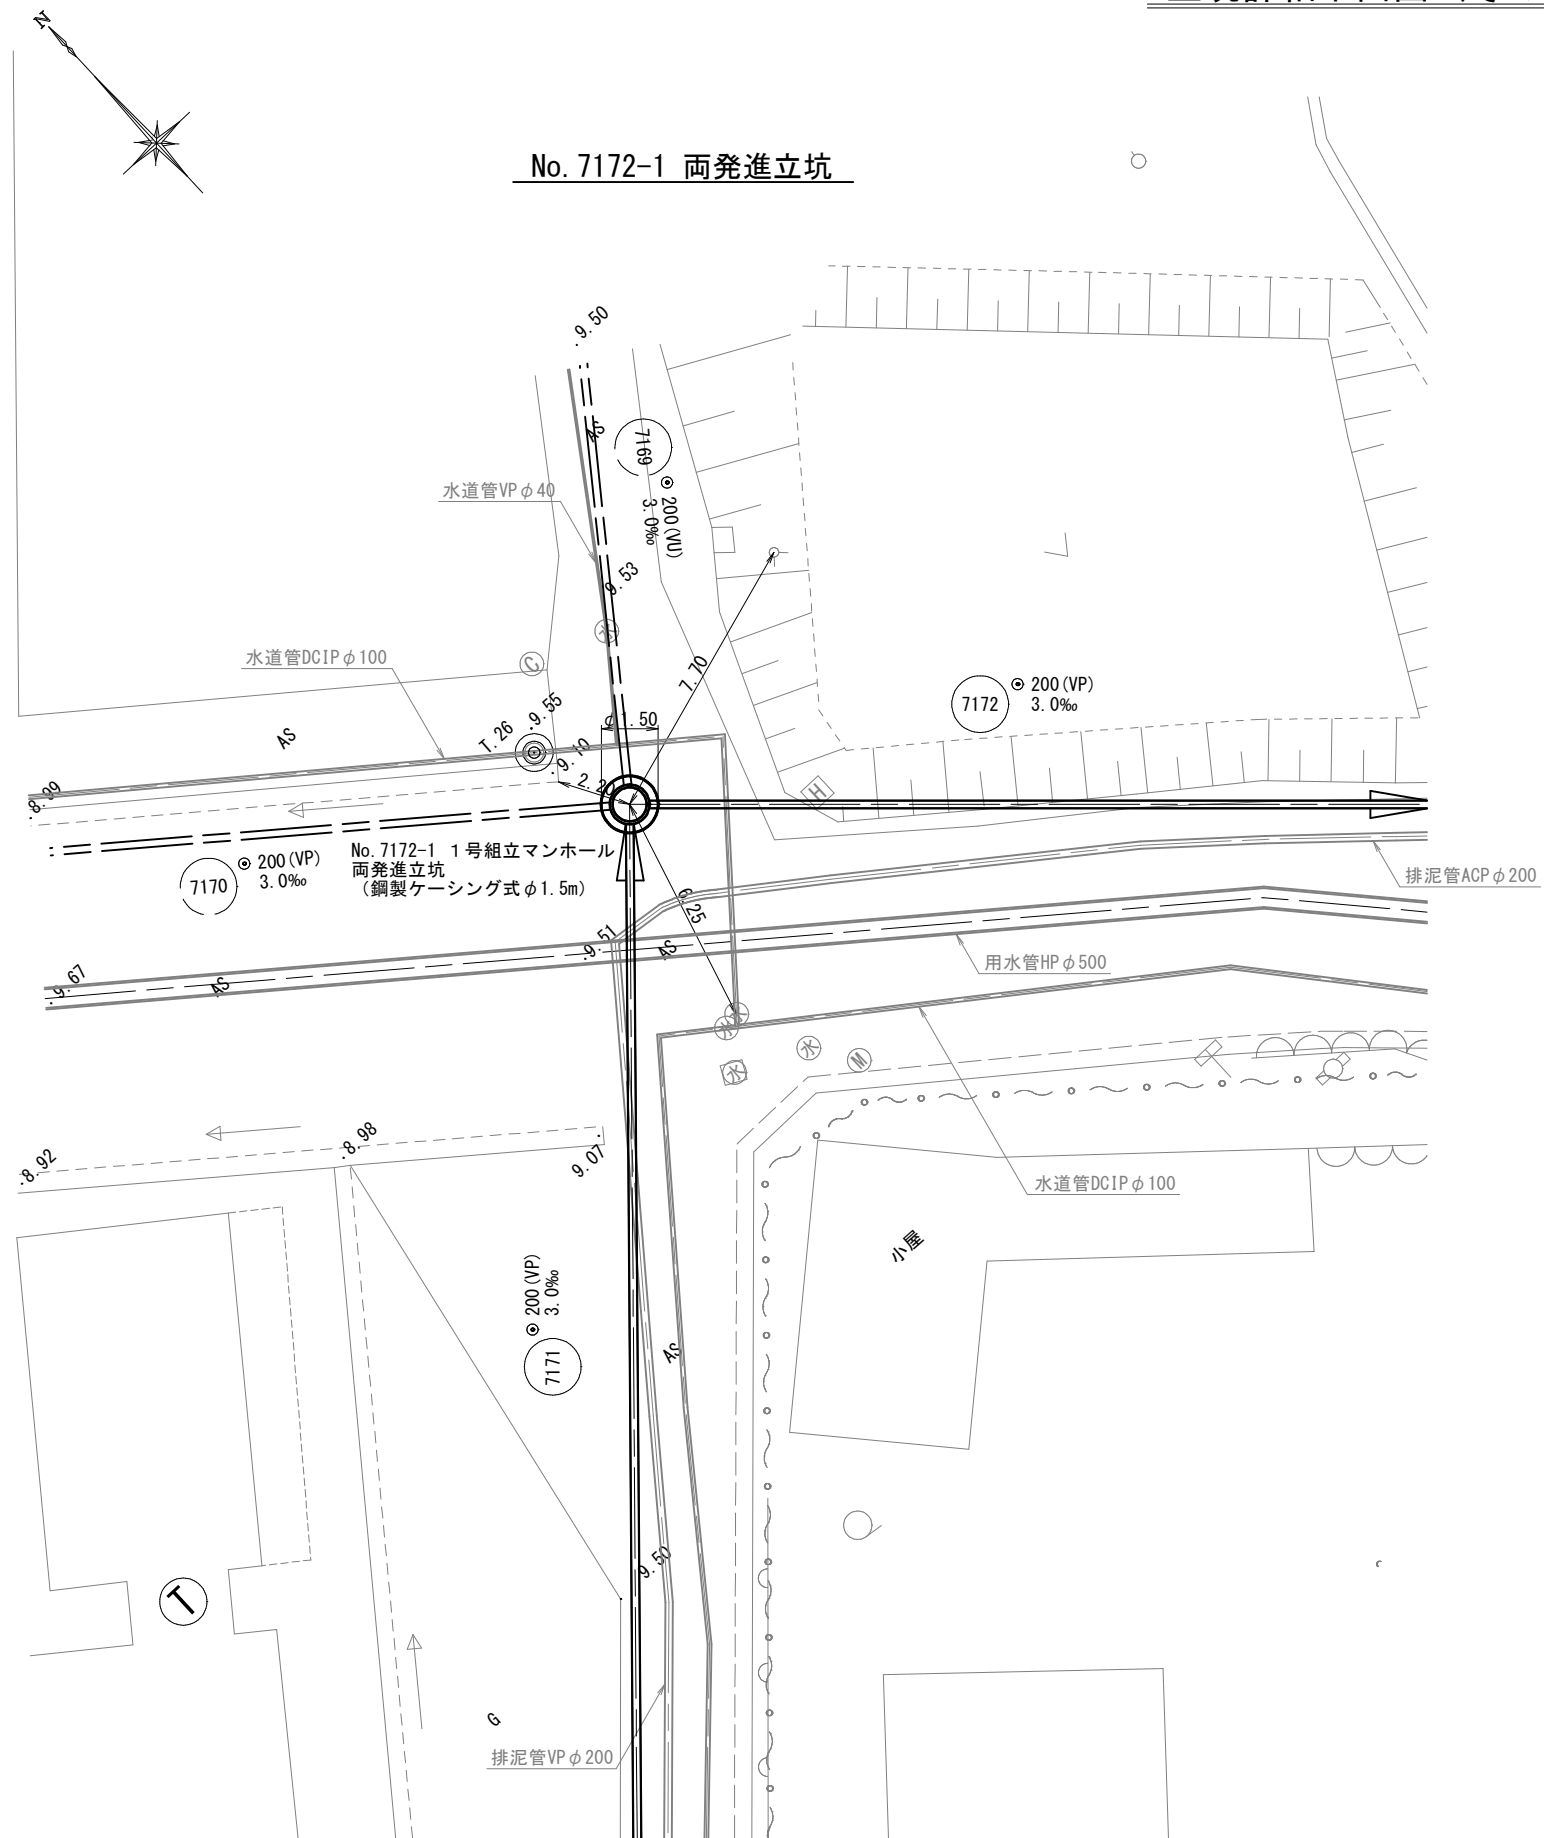 N
No.7172-1 両発進立坑
.9.50
AS
7169
200(VU)
3.0‰
水道管VPφ40
9.53
水
水道管DCIPφ100
C
7.70
7172
200(VP)
3.0‰
φ1.50
T.26
.9.55
AS
.9.10
2.20
.8.99
H
7170
200(VP)
3.0‰
No.7172-1 1号組立マンホール
両発進立坑
(鋼製ケーシング式φ1.5m)
排泥管ACPφ200
6.25
.9.51
AS
用水管HPφ500
.9.67
AS
水
水
水
水
M
.8.98
.8.92
9.07
水道管DCIPφ100
小屋
200(VP)
3.0‰
7171
AS
9.50
T
G
排泥管VPφ200